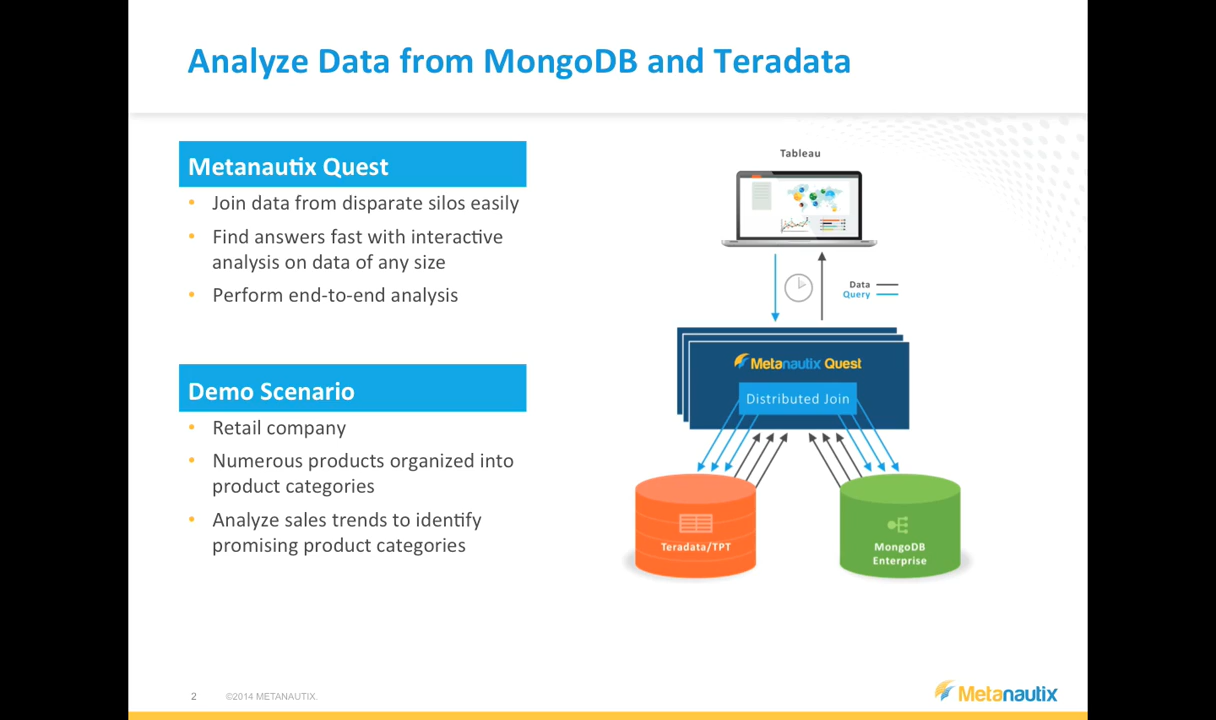 Analyze Data from MongoDB and Teradata
Metanautix Quest
• Join data from disparate silos easily
• Find answers fast with interactive
analysis on data of any size
• Perform end-to-end analysis
Demo Scenario
• Retail company
• Numerous products organized into
product categories
• Analyze sales trends to identify
promising product categories
Tableau
Data
Query
Metanautix Quest
Distributed Join
Teradata/TPT
MongoDB
Enterprise
2
©2014 METANAUTIX.
Metanautix